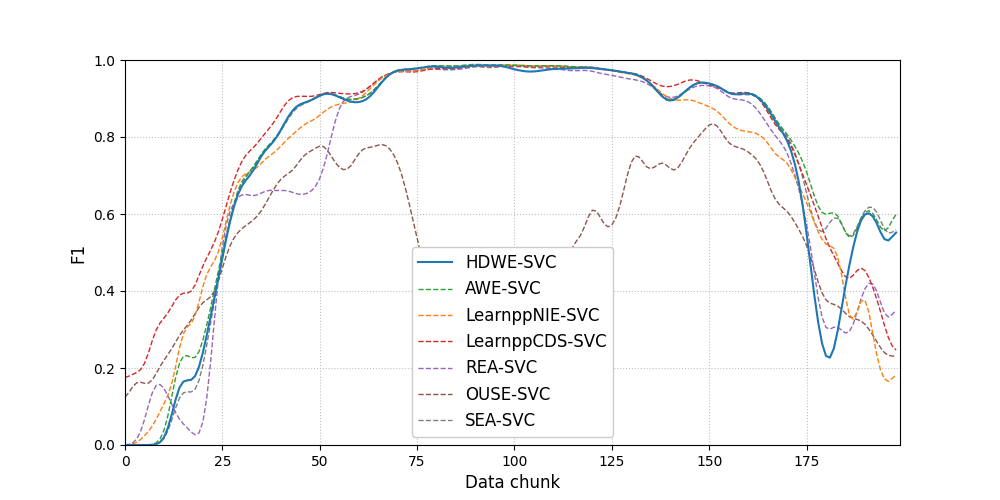 F1
1.0
0.8
0.6
0.4
0.2
0.0
HDWE-SVC
AWE-SVC
LearnppNIE-SVC
LearnppCDS-SVC
REA-SVC
OUSE-SVC
SEA-SVC
0 25 50 75 100 125 150 175
Data chunk